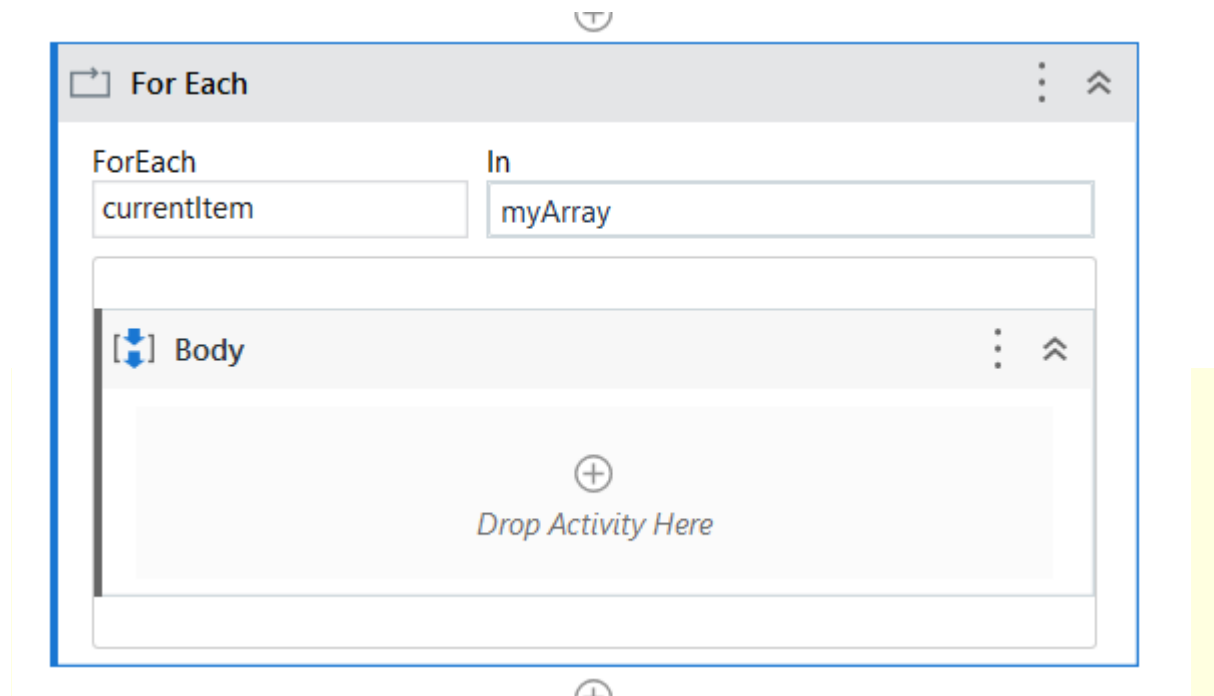 For Each
ForEach In
currentItem myArray
Body
Drop Activity Here